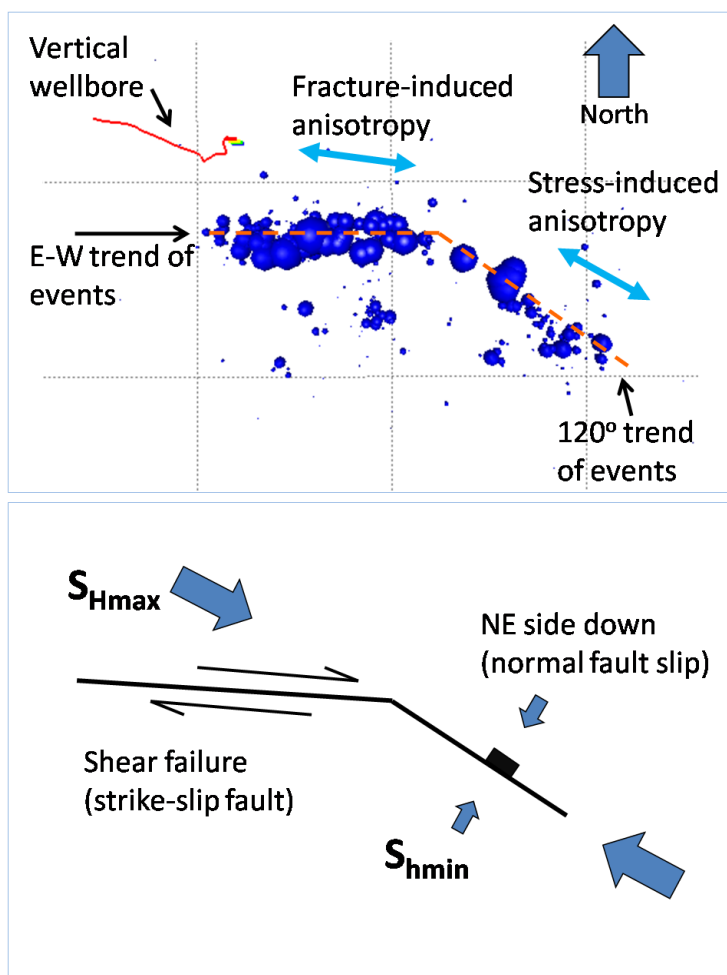 Vertical
wellbore
Fracture-induced
anisotropy
North
Stress-induced
anisotropy
E-W trend of
events
120° trend
of events
SHmax
NE side down
(normal fault slip)
Shear failure
(strike-slip fault)
Shmin